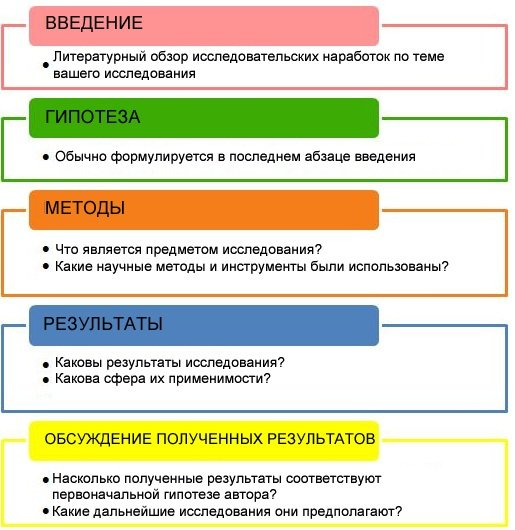 ВВЕДЕНИЕ
● Литературный обзор исследовательских наработок по теме
вашего исследования
ГИПОТЕЗА
● Обычно формулируется в последнем абзаце введения
МЕТОДЫ
● Что является предметом исследования?
● Какие научные методы и инструменты были использованы?
РЕЗУЛЬТАТЫ
● Каковы результаты исследования?
● Какова сфера их применимости?
ОБСУЖДЕНИЕ ПОЛУЧЕННЫХ РЕЗУЛЬТАТОВ
● Насколько полученные результаты соответствуют
первоначальной гипотезе автора?
● Какие дальнейшие исследования они предполагают?